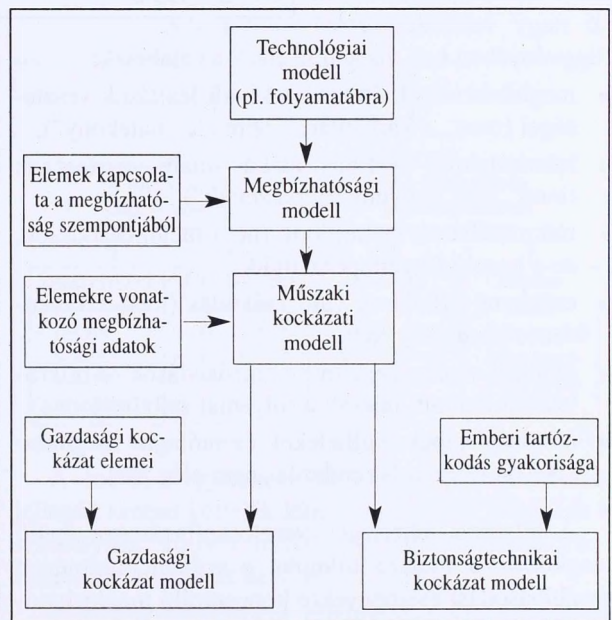 Technológiai
modell
(pl. folyamatábra)
Elemek kapcsola-
ta a megbízható-
ság szempontjából
Megbízhatósági
modell
Elemekre vonat-
kozó megbízha-
tósági adatok
Műszaki
kockázati
modell
Gazdasági koc-
kázat elemei
Emberi tartóz-
kodás gyakorisága
Gazdasági
kockázat modell
Biztonságtechnikai
kockázat modell